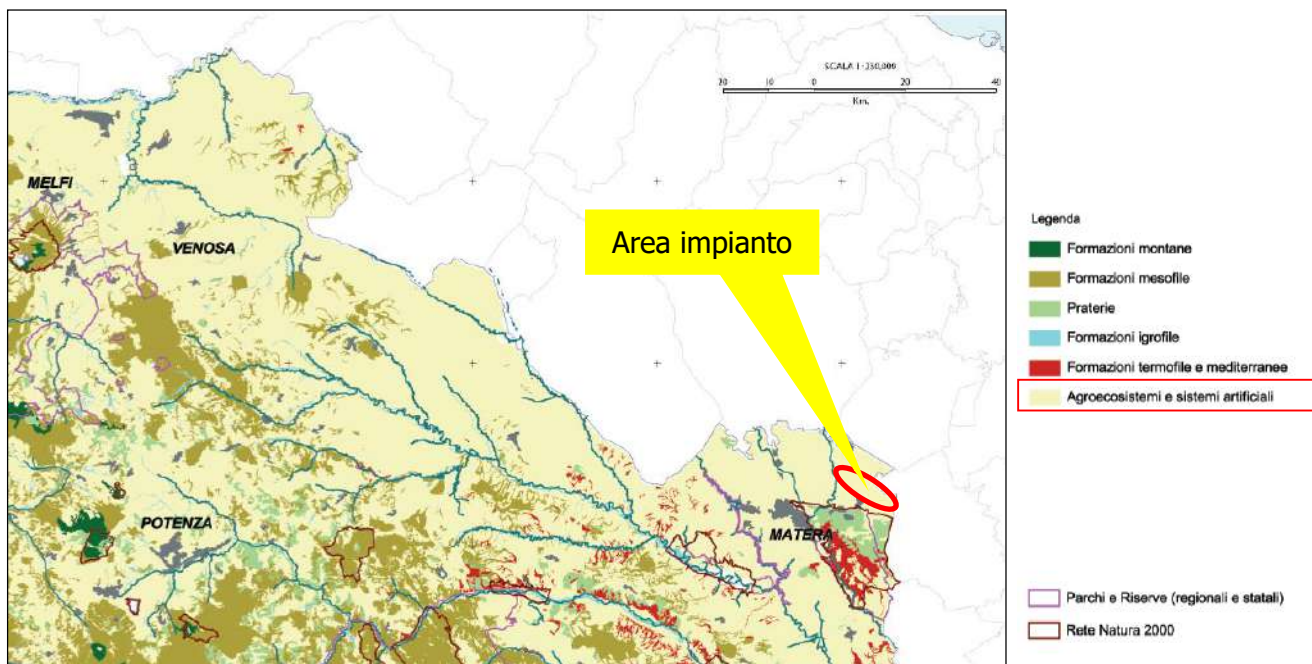 SCALA 1:250,000
20 10 0 20 40
Km.
MELFI
VENOSA
Area impianto
POTENZA
MATERA
Legenda
Formazioni montane
Formazioni mesofile
Praterie
Formazioni igrofile
Formazioni termofile e mediterranee
Agroecosistemi e sistemi artificiali
Parchi e Riserve (regionali e statali)
Rete Natura 2000